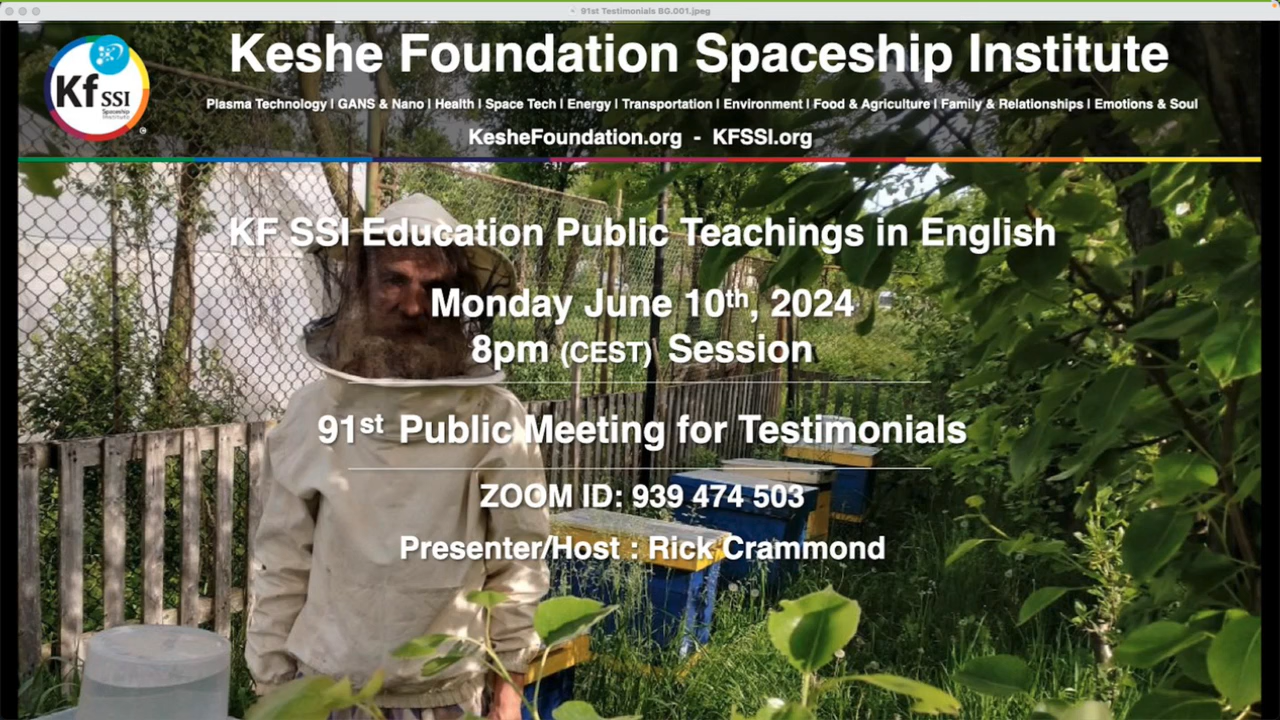 91st Testimonials BG.001.jpeg
Keshe Foundation Spaceship Institute
Plasma Technology | GANS & Nano | Health | Space Tech | Energy | Transportation | Environment | Food & Agriculture | Family & Relationships | Emotions & Soul
KesheFoundation.org - KFSSI.org
Kf SSI
Spaceship
Institute
©
KF SSI Education Public Teachings in English
Monday June 10th, 2024
8pm (CEST) Session
91st Public Meeting for Testimonials
ZOOM ID: 939 474 503
Presenter/Host : Rick Crammond